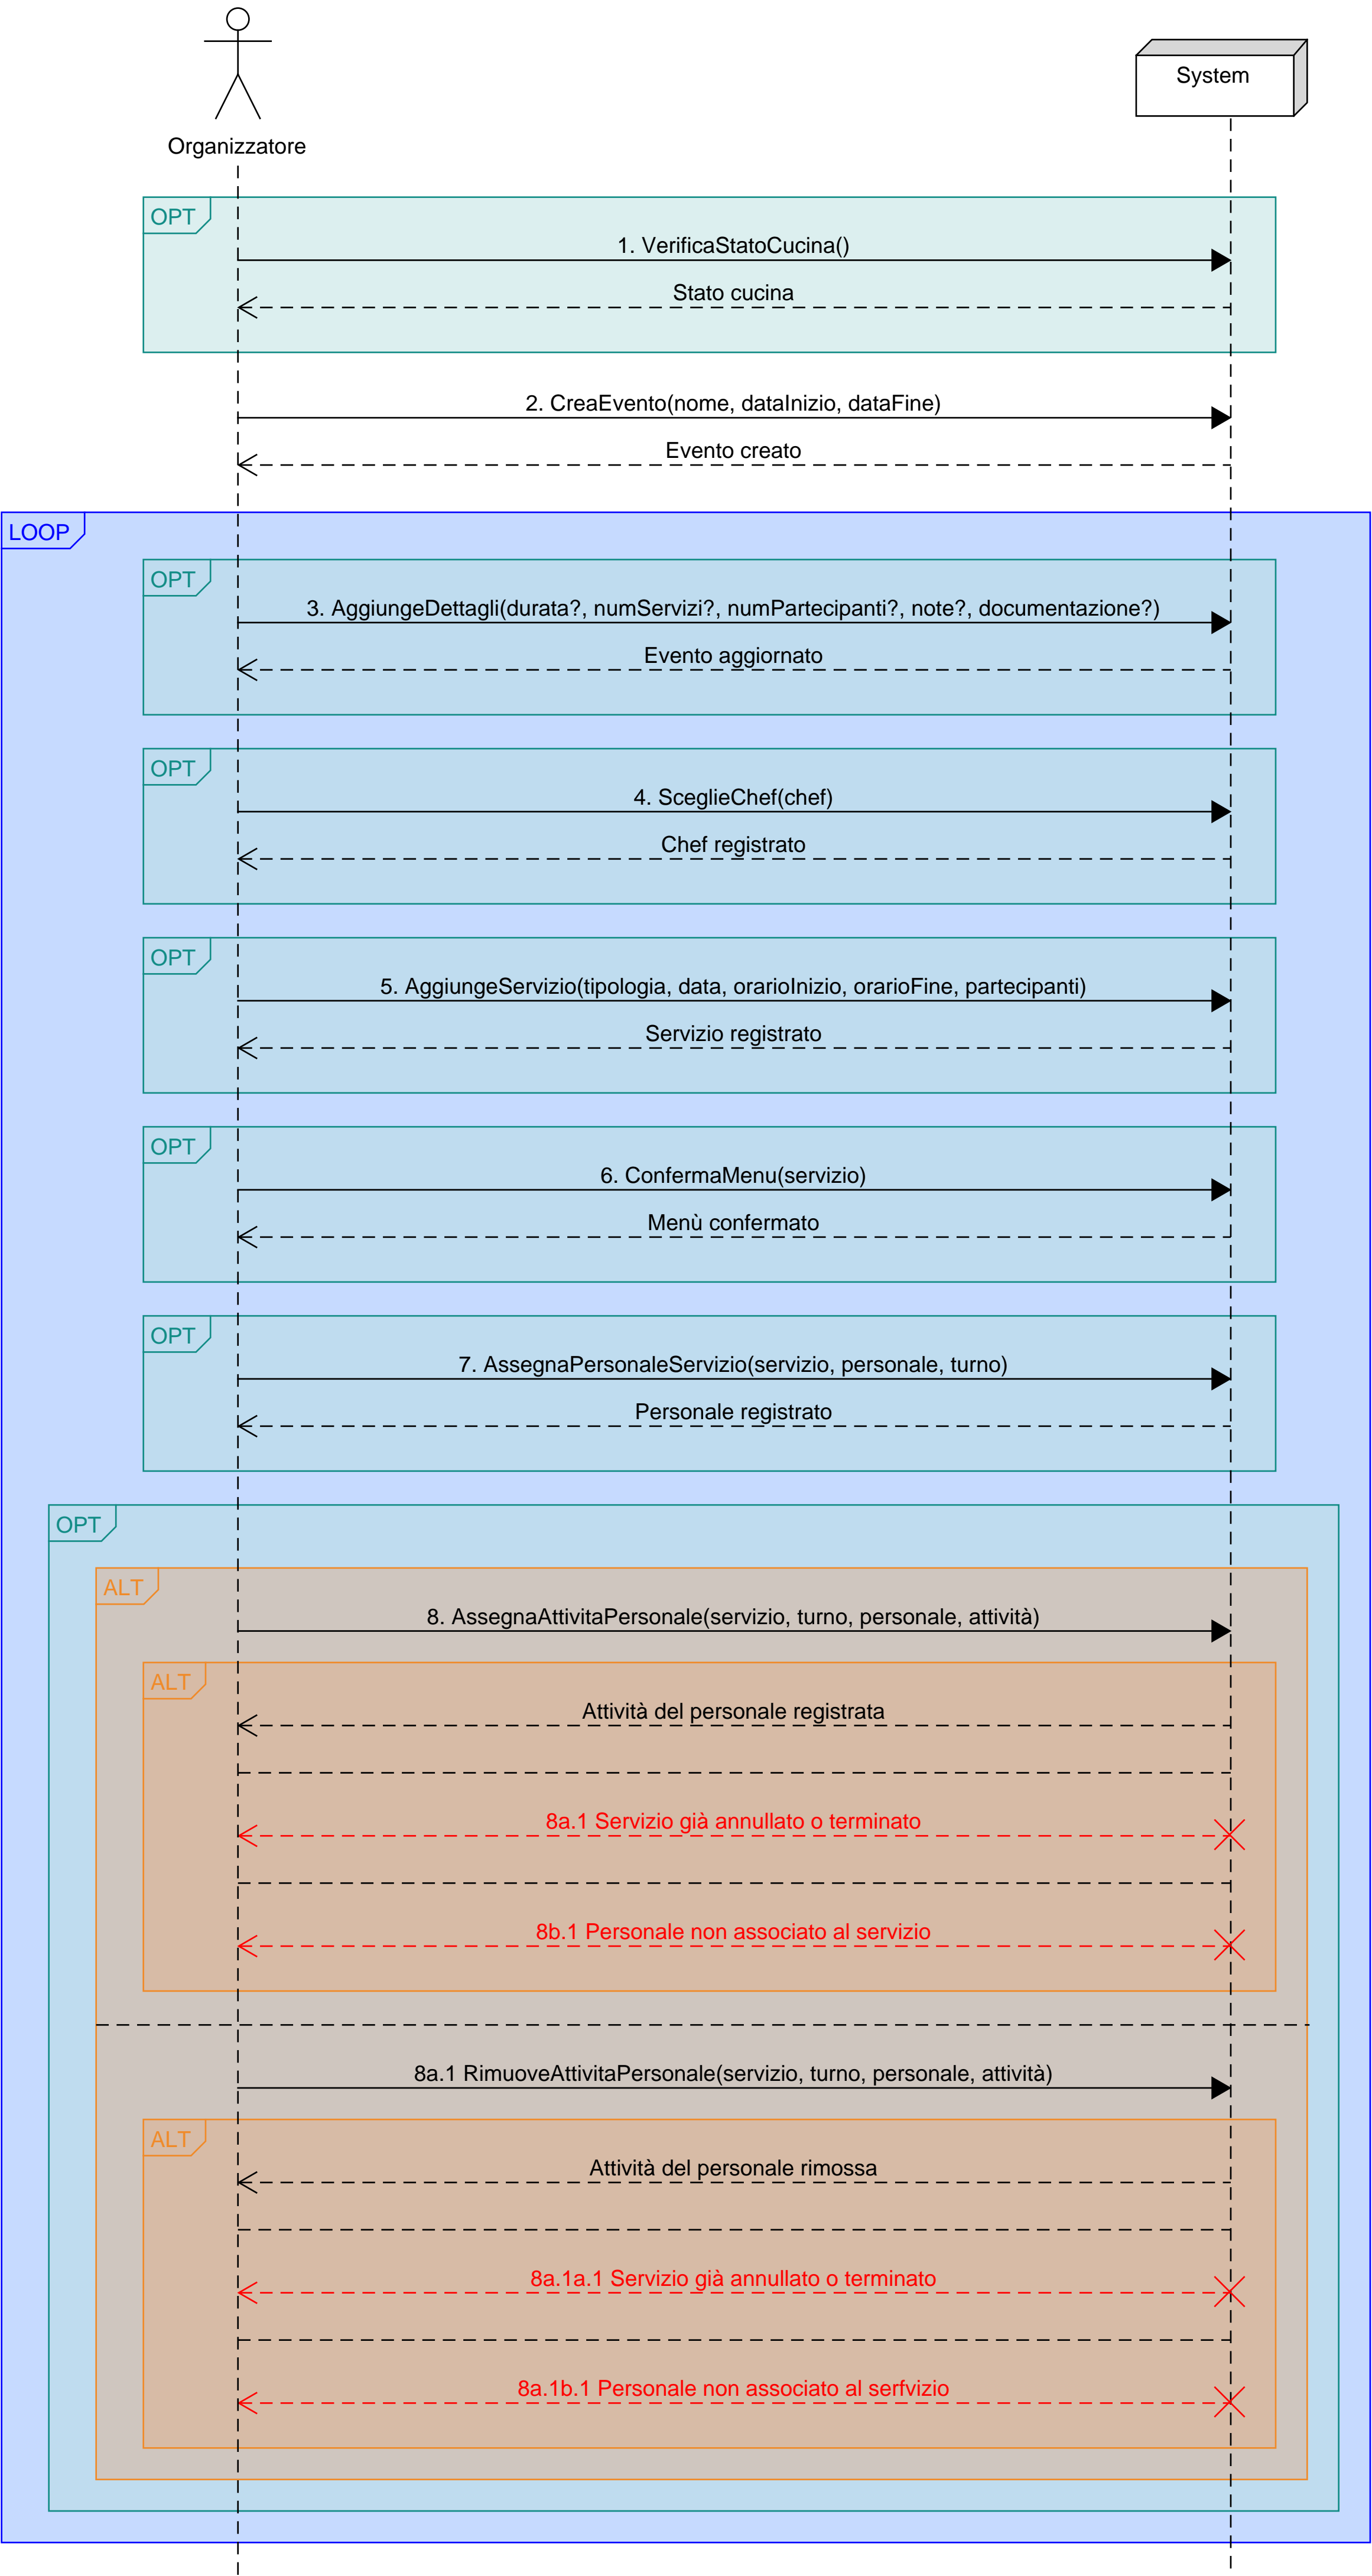 System
Organizzatore
OPT
1. VerificaStatoCucina()
Stato cucina
2. CreaEvento(nome, dataInizio, dataFine)
Evento creato
LOOP
OPT
3. AggiungeDettagli(durata?, numServizi?, numPartecipanti?, note?, documentazione?)
Evento aggiornato
OPT
4. SceglieChef(chef)
Chef registrato
OPT
5. AggiungeServizio(tipologia, data, orarioInizio, orarioFine, partecipanti)
Servizio registrato
OPT
6. ConfermaMenu(servizio)
Menù confermato
OPT
7. AssegnaPersonaleServizio(servizio, personale, turno)
Personale registrato
OPT
ALT
8. AssegnaAttivitaPersonale(servizio, turno, personale, attività)
ALT
Attività del personale registrata
8a.1 Servizio già annullato o terminato
8b.1 Personale non associato al servizio
8a.1 RimuoveAttivitaPersonale(servizio, turno, personale, attività)
ALT
Attività del personale rimossa
8a.1a.1 Servizio già annullato o terminato
8a.1b.1 Personale non associato al serfvizio